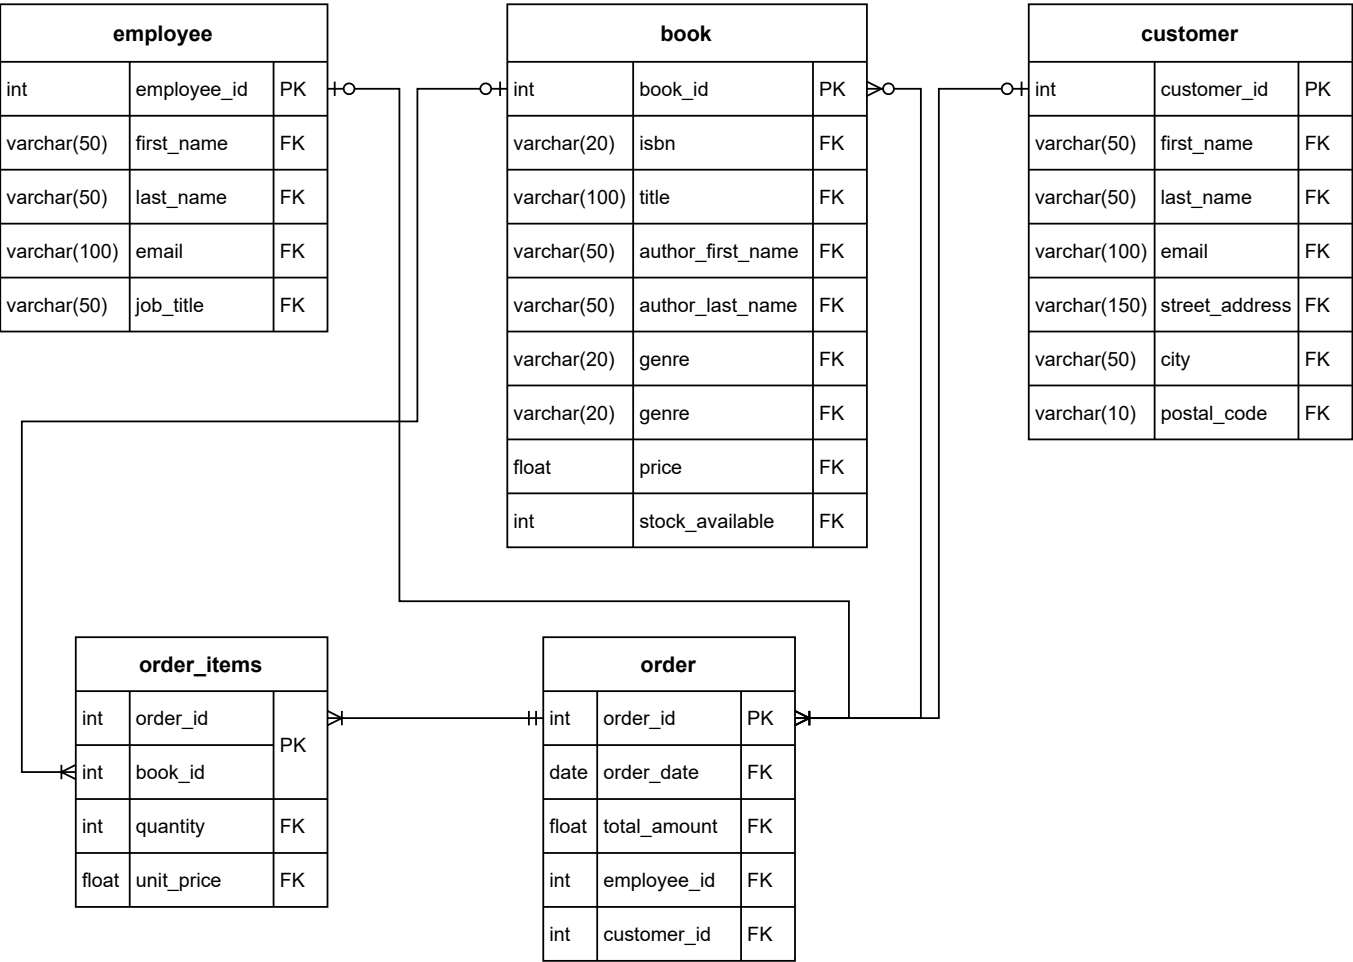 employee
int employee_id PK
varchar(50) first_name FK
varchar(50) last_name FK
varchar(100) email FK
varchar(50) job_title FK
book
int book_id PK
varchar(20) isbn FK
varchar(100) title FK
varchar(50) author_first_name FK
varchar(50) author_last_name FK
varchar(20) genre FK
varchar(20) genre FK
float price FK
int stock_available FK
customer
int customer_id PK
varchar(50) first_name FK
varchar(50) last_name FK
varchar(100) email FK
varchar(150) street_address FK
varchar(50) city FK
varchar(10) postal_code FK
order_items
int order_id
PK
int book_id
int quantity FK
float unit_price FK
order
int order_id PK
date order_date FK
float total_amount FK
int employee_id FK
int customer_id FK